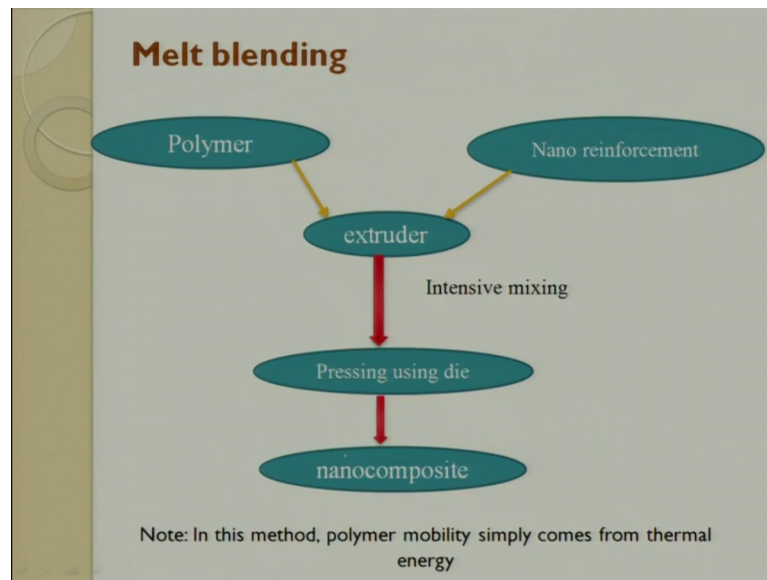 Melt blending
Polymer
Nano reinforcement
extruder
Intensive mixing
Pressing using die
nanocomposite
Note: In this method, polymer mobility simply comes from thermal
energy